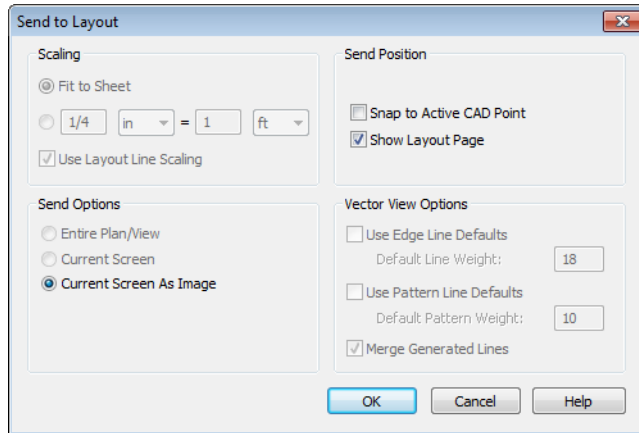 Send to Layout
Scaling
Fit to Sheet
1/4 in = 1 ft
Use Layout Line Scaling
Send Position
Snap to Active CAD Point
Show Layout Page
Send Options
Entire Plan/View
Current Screen
Current Screen As Image
Vector View Options
Use Edge Line Defaults
Default Line Weight: 18
Use Pattern Line Defaults
Default Pattern Weight: 10
Merge Generated Lines
OK Cancel Help